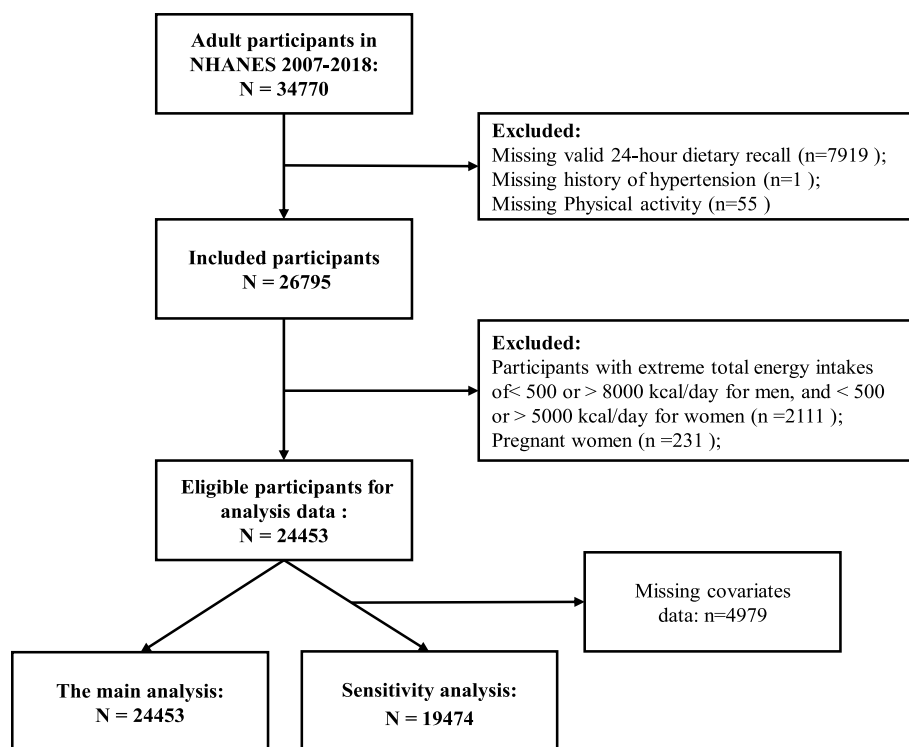 Adult participants in
NHANES 2007-2018:
N = 34770
Excluded:
Missing valid 24-hour dietary recall (n=7919 );
Missing history of hypertension (n=1 );
Missing Physical activity (n=55 )
Included participants
N = 26795
Excluded:
Participants with extreme total energy intakes
of< 500 or > 8000 kcal/day for men, and < 500
or > 5000 kcal/day for women (n =2111 );
Pregnant women (n =231 );
Eligible participants for
analysis data :
N = 24453
Missing covariates
data: n=4979
The main analysis:
N = 24453
Sensitivity analysis:
N = 19474